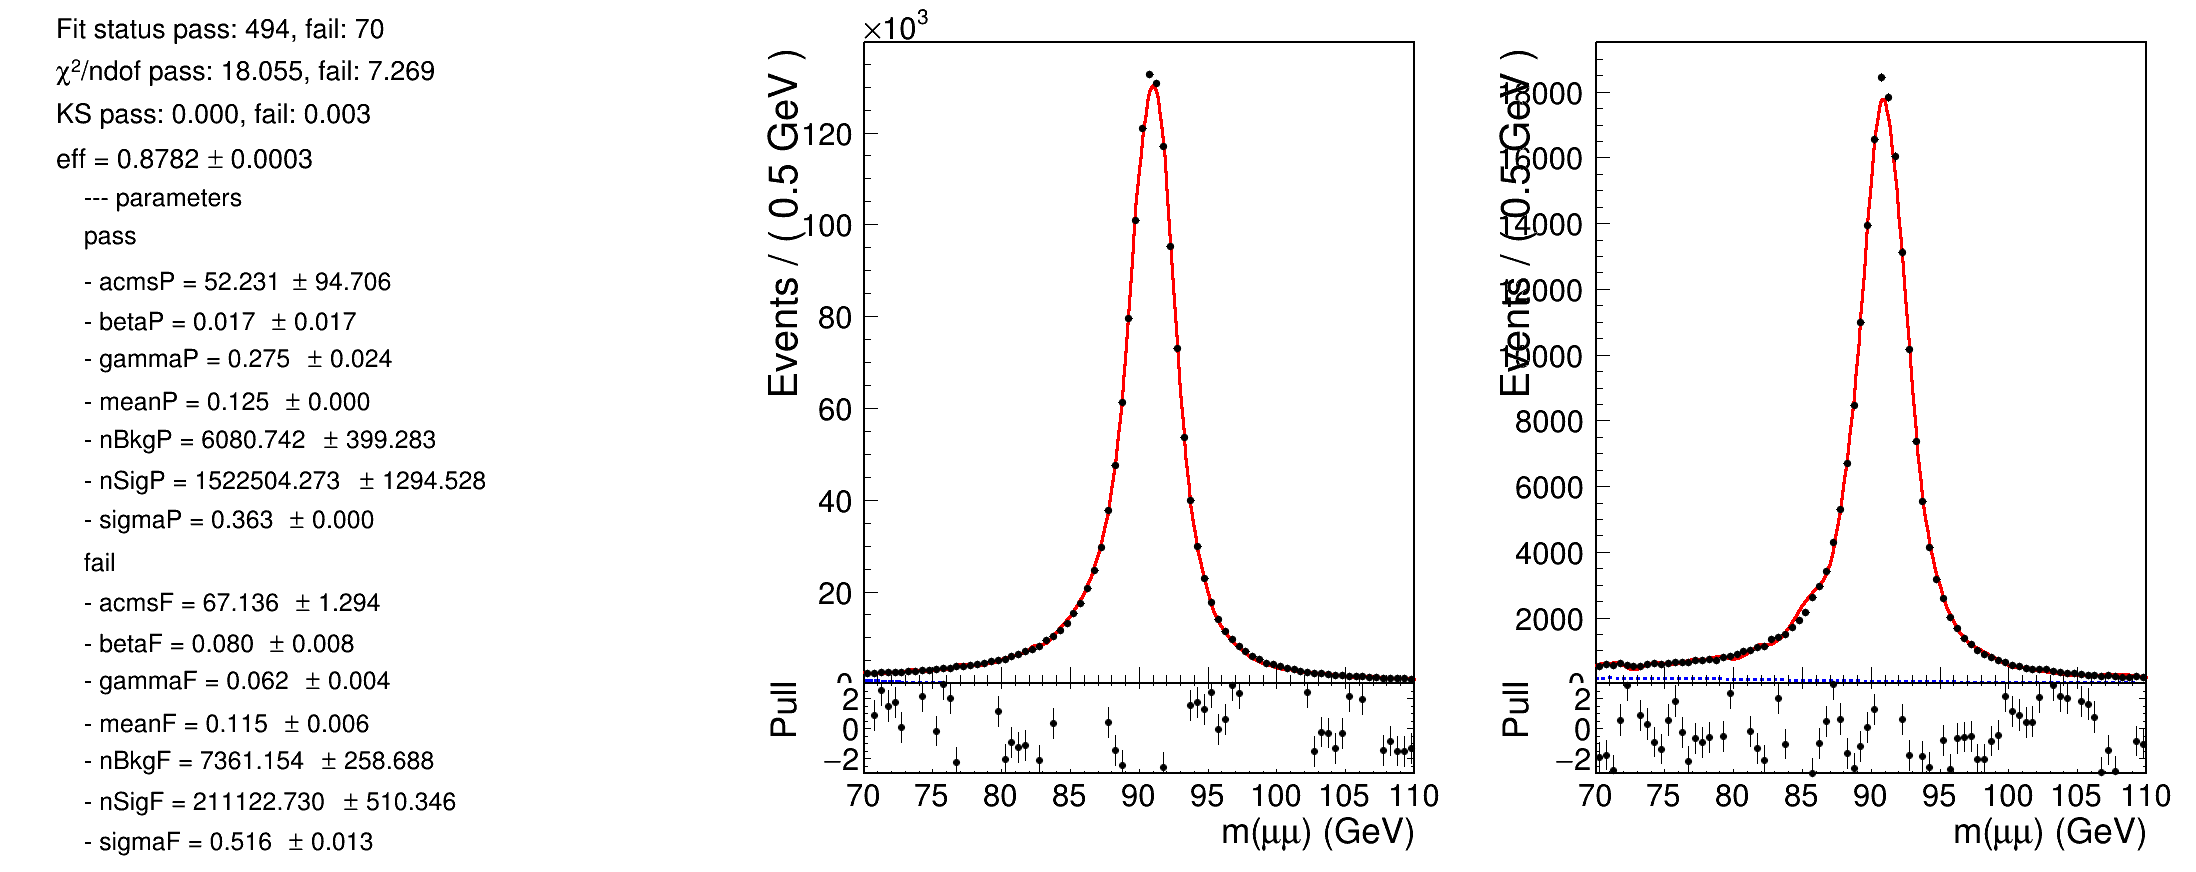 Fit status pass: 494, fail: 70
χ²/ndof pass: 18.055, fail: 7.269
KS pass: 0.000, fail: 0.003
eff = 0.8782 ± 0.0003
--- parameters
pass
- acmsP = 52.231 ± 94.706
- betaP = 0.017 ± 0.017
- gammaP = 0.275 ± 0.024
- meanP = 0.125 ± 0.000
- nBkgP = 6080.742 ± 399.283
- nSigP = 1522504.273 ± 1294.528
- sigmaP = 0.363 ± 0.000
fail
- acmsF = 67.136 ± 1.294
- betaF = 0.080 ± 0.008
- gammaF = 0.062 ± 0.004
- meanF = 0.115 ± 0.006
- nBkgF = 7361.154 ± 258.688
- nSigF = 211122.730 ± 510.346
- sigmaF = 0.516 ± 0.013
×10³
Events / ( 0.5 GeV )
120
100
80
60
40
20
0
Pull
2
0
−2
70 75 80 85 90 95 100 105 110
m(μμ) (GeV)
Events / ( 0.5 GeV )
18000
16000
14000
12000
10000
8000
6000
4000
2000
0
Pull
2
0
−2
70 75 80 85 90 95 100 105 110
m(μμ) (GeV)